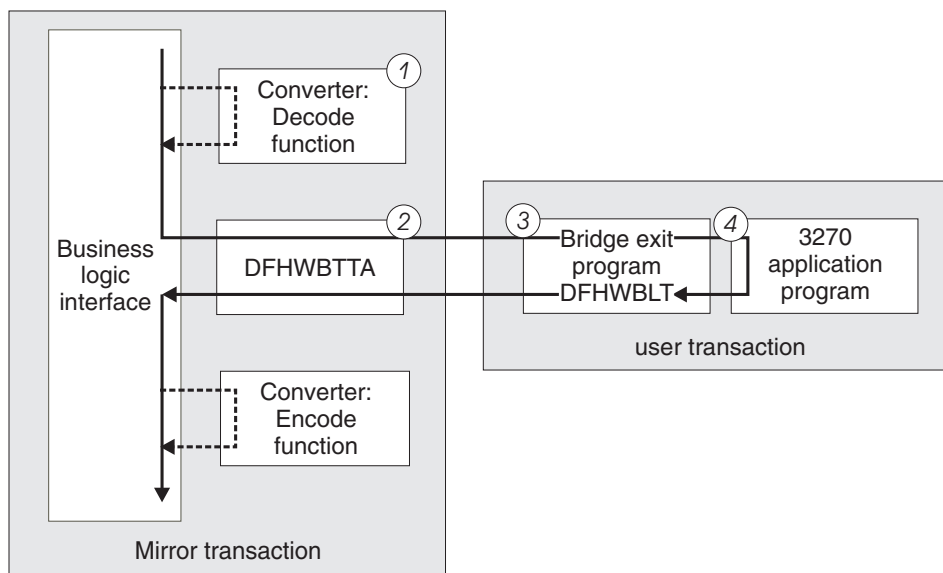 1
Converter:
Decode
function
2
DFHWBTTA
Business
logic
interface
3
Bridge exit
program
DFHWBLT
4
3270
application
program
user transaction
Converter:
Encode
function
Mirror transaction